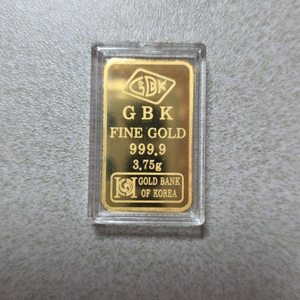 GBK
GBK
FINE GOLD
999.9
3.75g
GOLD BANK
OF KOREA